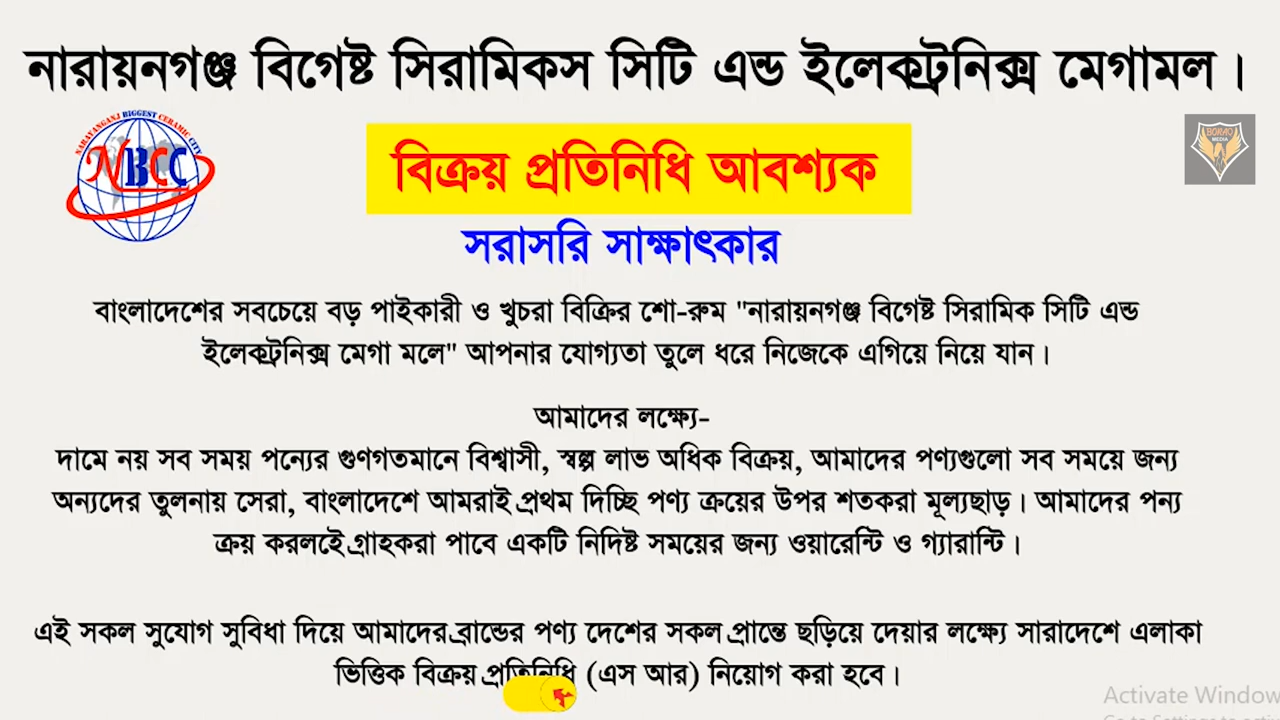 নারায়নগঞ্জ বিগেষ্ট সিরামিকস সিটি এন্ড ইলেকট্রনিক্স মেগামল।
NARAYANGANJ BIGGEST CERAMIC CITY
NBCC
BORAQ
MEDIA
বিক্রয় প্রতিনিধি আবশ্যক
সরাসরি সাক্ষাৎকার
বাংলাদেশের সবচেয়ে বড় পাইকারী ও খুচরা বিক্রির শো-রুম "নারায়নগঞ্জ বিগেষ্ট সিরামিক সিটি এন্ড
ইলেকট্রনিক্স মেগা মলে" আপনার যোগ্যতা তুলে ধরে নিজেকে এগিয়ে নিয়ে যান।
আমাদের লক্ষ্যে-
দামে নয় সব সময় পন্যের গুণগতমানে বিশ্বাসী, স্বল্প লাভ অধিক বিক্রয়, আমাদের পণ্যগুলো সব সময়ে জন্য
অন্যদের তুলনায় সেরা, বাংলাদেশে আমরাই প্রথম দিচ্ছি পণ্য ক্রয়ের উপর শতকরা মূল্যছাড়। আমাদের পন্য
ক্রয় করলেই গ্রাহকরা পাবে একটি নিদিষ্ট সময়ের জন্য ওয়ারেন্টি ও গ্যারান্টি।
এই সকল সুযোগ সুবিধা দিয়ে আমাদের ব্রান্ডের পণ্য দেশের সকল প্রান্তে ছড়িয়ে দেয়ার লক্ষ্যে সারাদেশে এলাকা
ভিত্তিক বিক্রয় প্রতিনিধি (এস আর) নিয়োগ করা হবে।
Activate Window